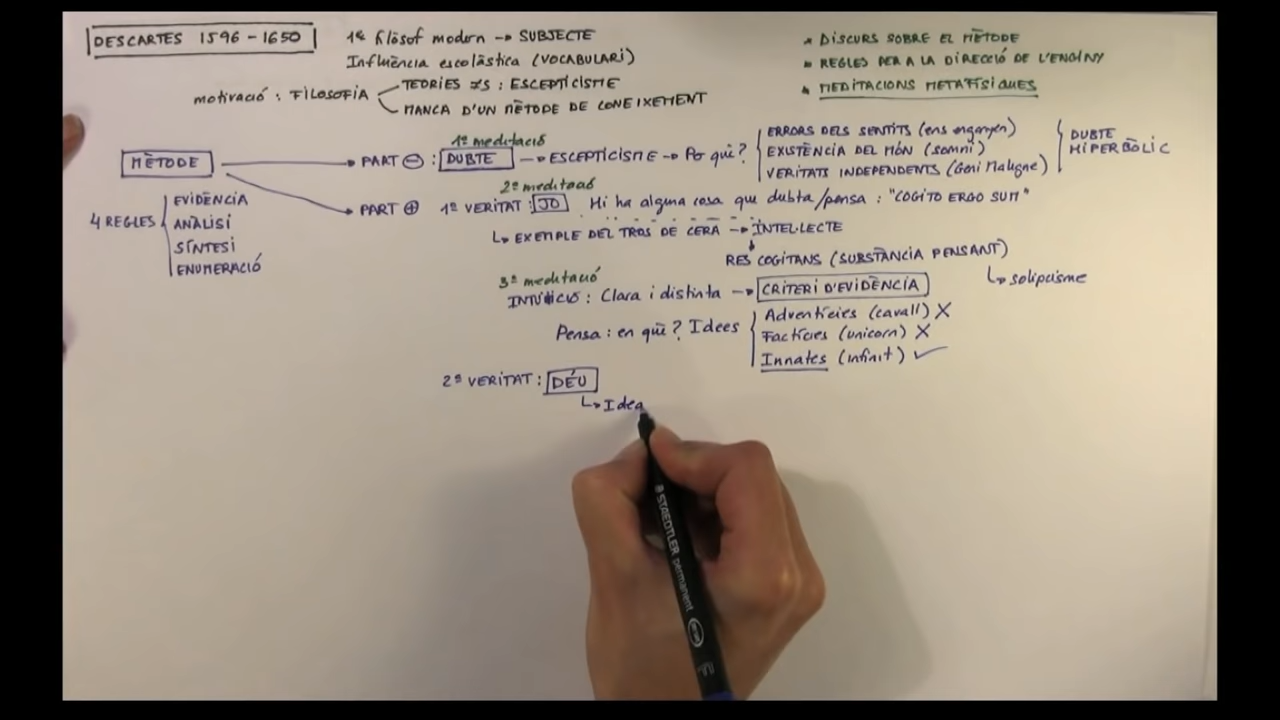 DESCARTES 1596-1650
1er filòsof modern → SUBJECTE
Influència escolàstica (VOCABULARI)
motivació : FILOSOFIA
TEORIES ≠S : ESCEPTICISME
MANCA D'UN MÈTODE DE CONEIXEMENT
DISCURS SOBRE EL MÈTODE
REGLES PER A LA DIRECCIÓ DE L'ENGINY
MEDITACIONS METAFÍSIQUES
MÈTODE
4 REGLES
EVIDÈNCIA
ANÀLISI
SÍNTESI
ENUMERACIÓ
1ª meditació
PART ⊖ : DUBTE → ESCEPTICISME → Per què?
ERRORS DELS SENTITS (ens enganyen)
EXISTÈNCIA DEL MÓN (somni)
VERITATS INDEPENDENTS (Geni Maligne)
DUBTE
HIPERBÒLIC
2ª meditació
PART ⊕ 1ª VERITAT : JO Hi ha alguna cosa que dubta/pensa : "COGITO ERGO SUM"
↳ EXEMPLE DEL TROS DE CERA → INTEL·LECTE
RES COGITANS (SUBSTÀNCIA PENSANT)
↳ solipcisme
3ª meditació
INTUÏCIÓ : Clara i distinta → CRITERI D'EVIDÈNCIA
Pensa : en què? Idees
Adventícies (cavall) X
Factícies (unicorn) X
Innates (infinit) ✓
2ª VERITAT : DÉU
↳ Idea
STAEDTLER permanent